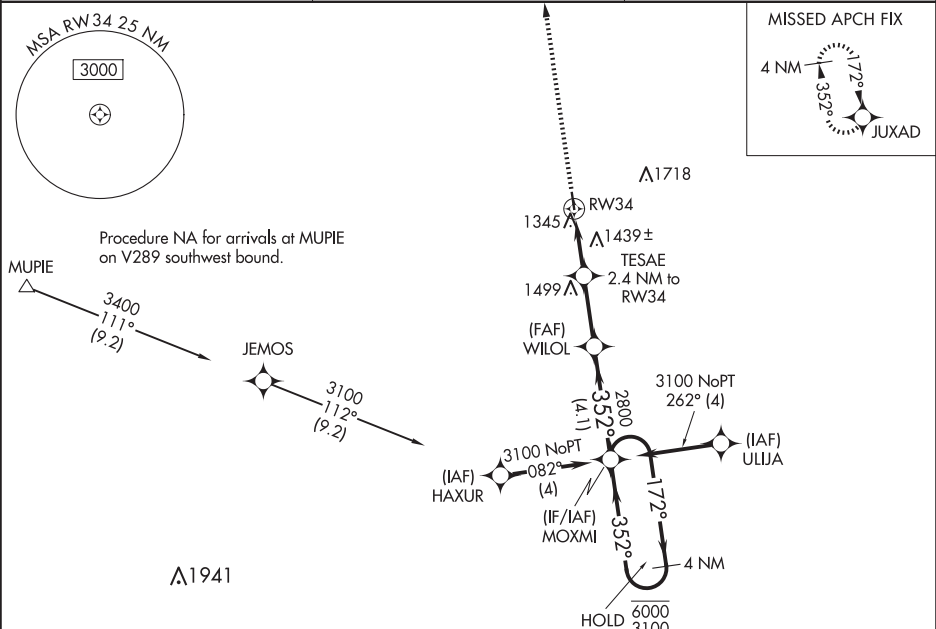 MSA RW34 25 NM
3000
MISSED APCH FIX
4 NM
172°
352°
JUXAD
1718
RW34
1345
1439±
TESAE
2.4 NM to
RW34
1499
Procedure NA for arrivals at MUPIE
on V289 southwest bound.
MUPIE
3400
111°
(9.2)
JEMOS
3100
112°
(9.2)
(FAF)
WILOL
2800
352°
(4.1)
3100 NoPT
262° (4)
(IAF)
ULIJA
3100 NoPT
082°
(4)
(IAF)
HAXUR
(IF/IAF)
MOXMI
352°
172°
4 NM
1941
HOLD
6000
3100